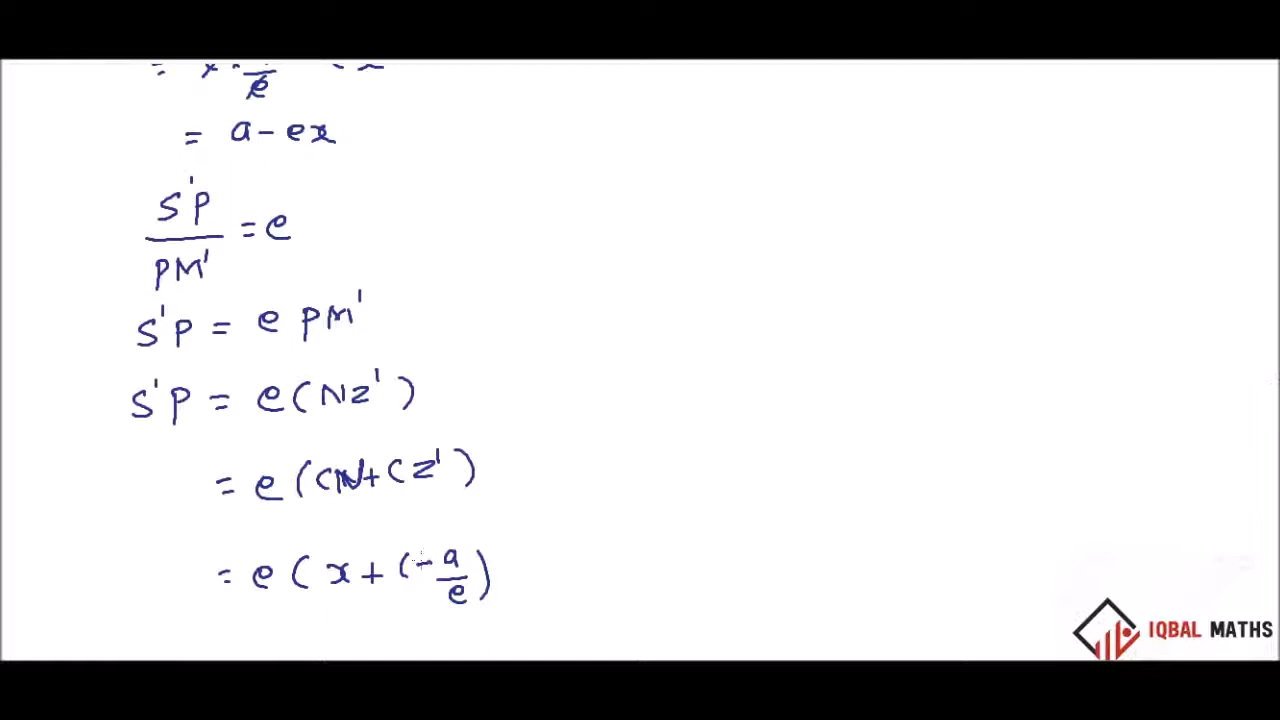 = a - ex
S'P / PM' = e
S'P = e PM'
S'P = e(NZ')
= e(CN + CZ')
= e(x + (-a/e)
IQBAL MATHS